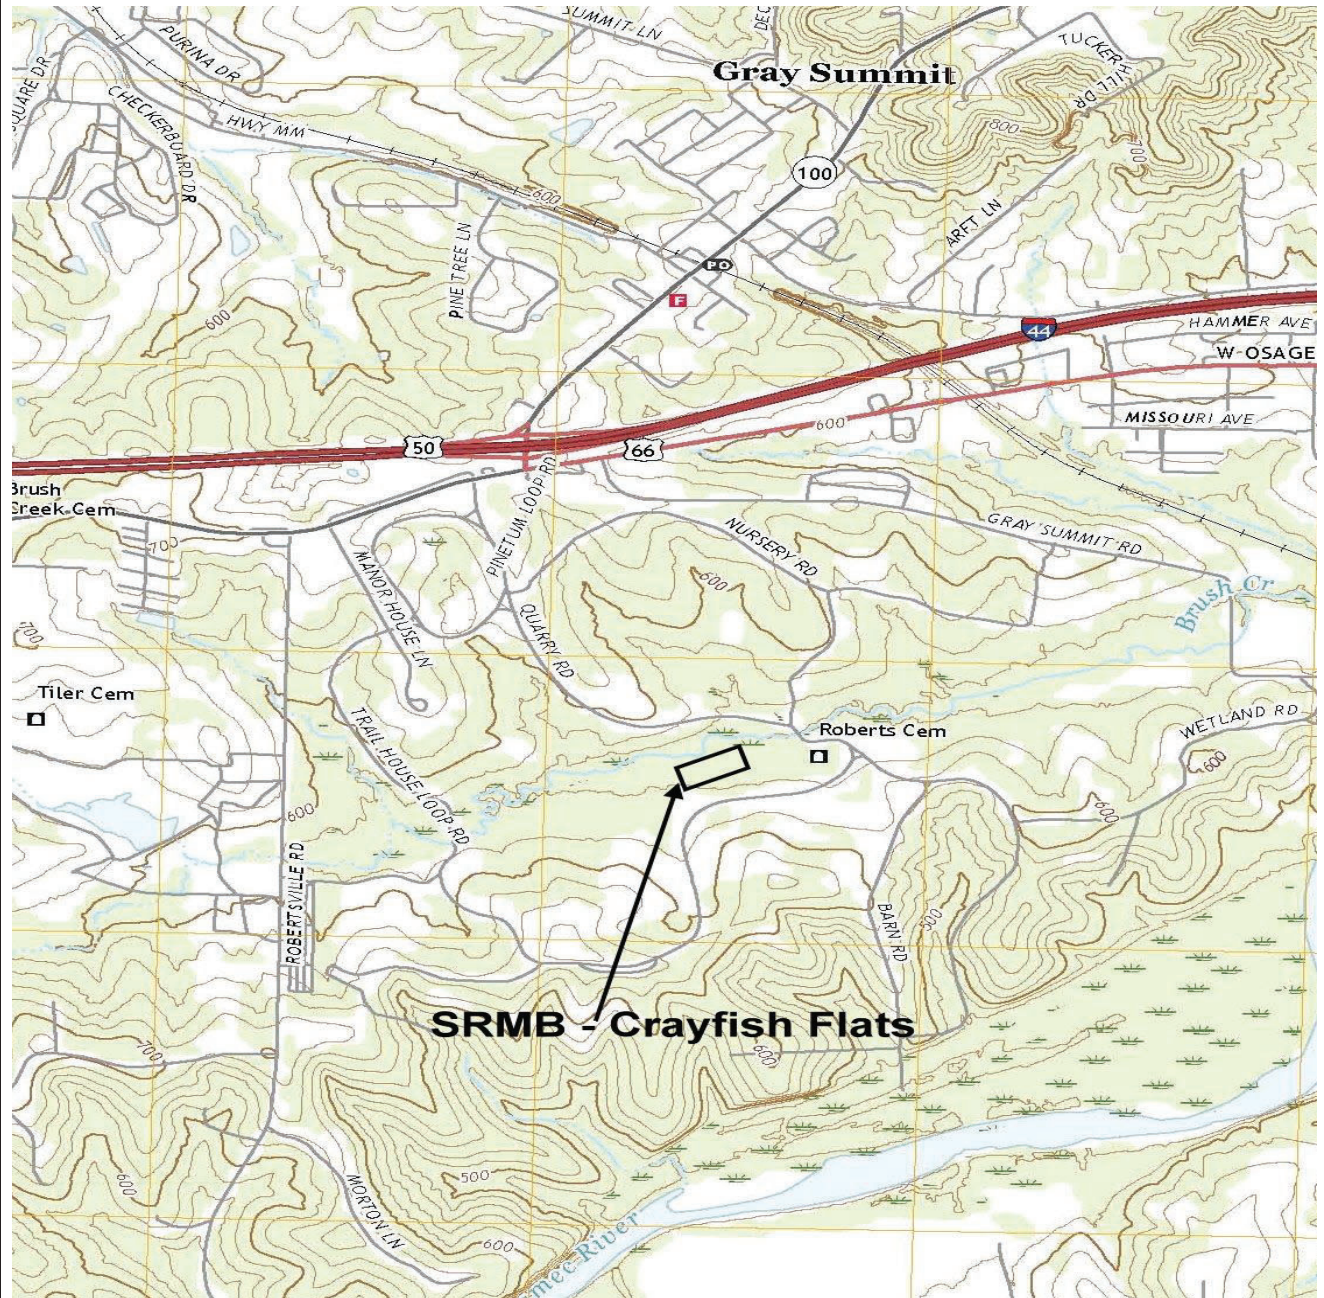 SUMMIT LN
DEC
PURINA DR
Gray Summit
TUCKER HILL DR
SQUARE DR
CHECKERBOARD DR
HWY MM
800
700
100
600
ARFT LN
PINE TREE LN
PO
F
600
44
HAMMER AVE
W OSAGE
MISSOURI AVE
600
50
66
Brush
Creek Cem
700
PINETUM LOOP RD
NURSERY RD
GRAY SUMMIT RD
MANOR HOUSE LN
600
Brush Cr
QUARRY RD
700
Tiler Cem
TRAIL HOUSE LOOP RD
Roberts Cem
WETLAND RD
600
600
600
ROBERTSVILLE RD
BARN RD
500
SRMB - Crayfish Flats
700
600
500
600
MORTON LN
600
mec River